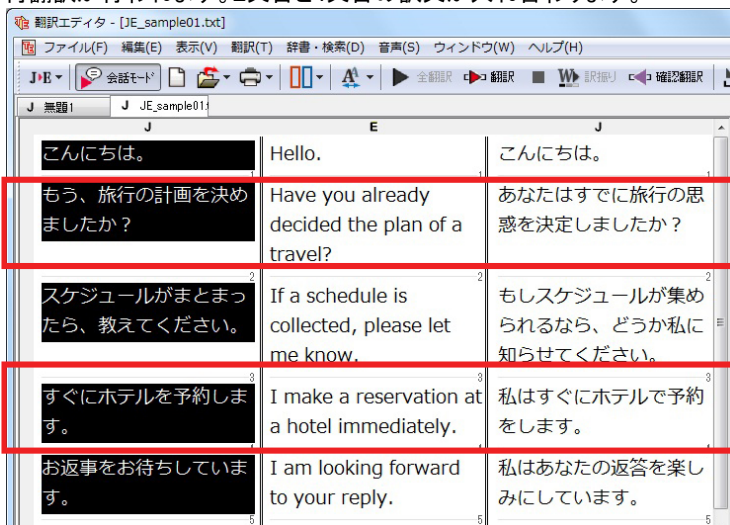 翻訳エディタ - [JE_sample01.txt]
ファイル(F) 編集(E) 表示(V) 翻訳(T) 辞書・検索(D) 音声(S) ウィンドウ(W) ヘルプ(H)
J▸E 会話モード 全翻訳 翻訳 訳振り 確認翻訳
J 無題1 J JE_sample01.
J E J
こんにちは。
Hello.
こんにちは。
1 1 1
もう、旅行の計画を決め
ましたか？
Have you already
decided the plan of a
travel?
あなたはすでに旅行の思
惑を決定しましたか？
2 2 2
スケジュールがまとまっ
たら、教えてください。
If a schedule is
collected, please let
me know.
もしスケジュールが集め
られるなら、どうか私に
知らせてください。
3 3 3
すぐにホテルを予約しま
す。
I make a reservation at
a hotel immediately.
私はすぐにホテルで予約
をします。
お返事をお待ちしていま
す。
I am looking forward
to your reply.
私はあなたの返答を楽し
みにしています。
5 5 5